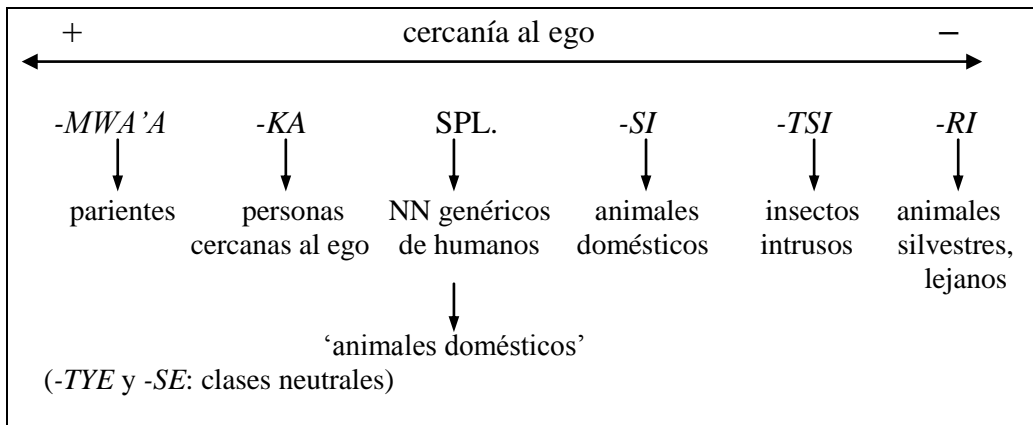 + cercanía al ego −
-MWA’A -KA SPL. -SI -TSI -RI
parientes personas NN genéricos animales insectos animales
cercanas al ego de humanos domésticos intrusos silvestres,
lejanos
‘animales domésticos’
(-TYE y -SE: clases neutrales)